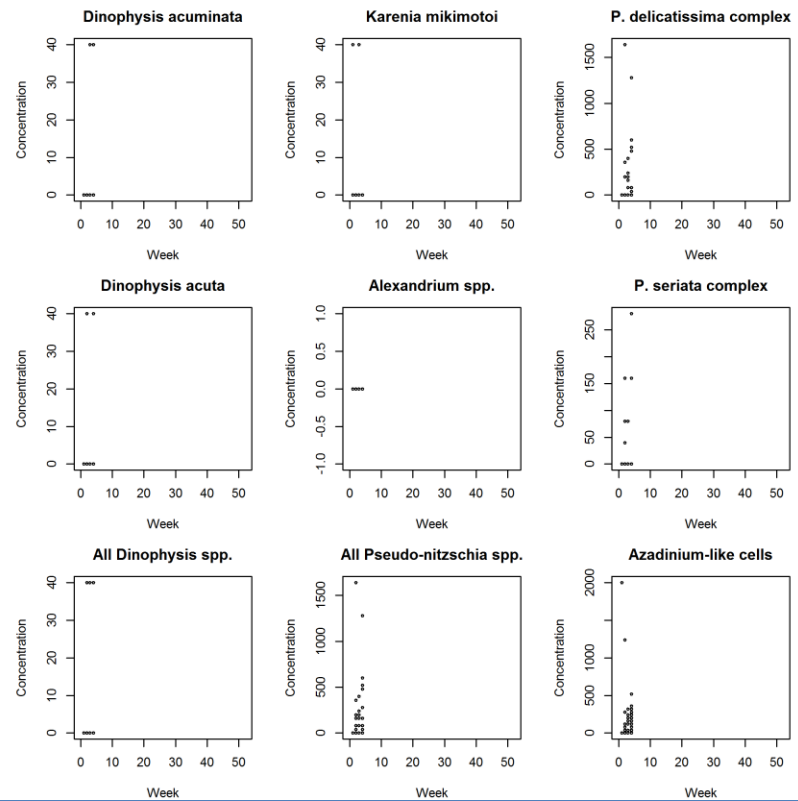 Dinophysis acuminata
Karenia mikimotoi
P. delicatissima complex
Concentration
0 10 20 30 40
0 10 20 30 40 50
Week
Concentration
0 10 20 30 40
0 10 20 30 40 50
Week
Concentration
0 500 1000 1500
0 10 20 30 40 50
Week
Dinophysis acuta
Alexandrium spp.
P. seriata complex
Concentration
0 10 20 30 40
0 10 20 30 40 50
Week
Concentration
-1.0 -0.5 0.0 0.5 1.0
0 10 20 30 40 50
Week
Concentration
0 50 150 250
0 10 20 30 40 50
Week
All Dinophysis spp.
All Pseudo-nitzschia spp.
Azadinium-like cells
Concentration
0 10 20 30 40
0 10 20 30 40 50
Week
Concentration
0 500 1000 1500
0 10 20 30 40 50
Week
Concentration
0 500 1000 2000
0 10 20 30 40 50
Week